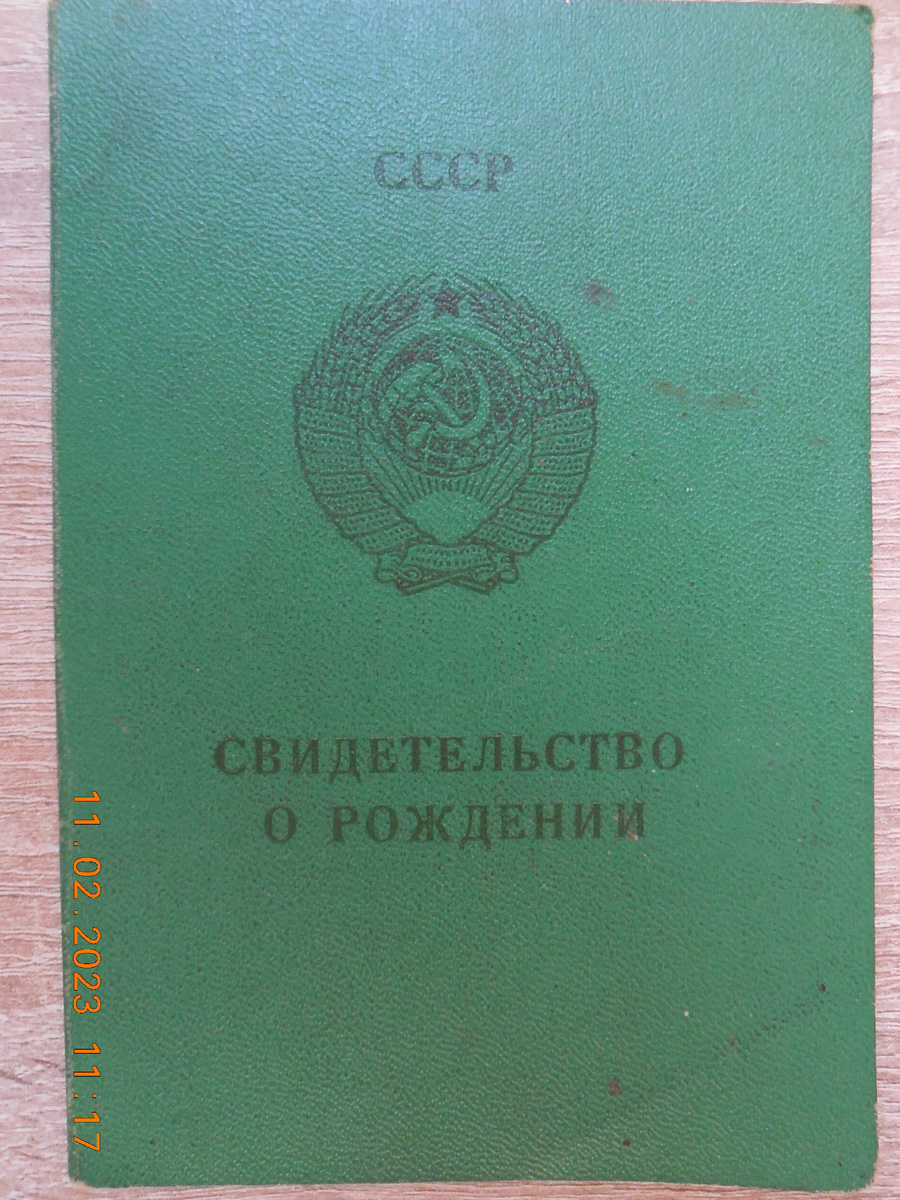 СССР
СВИДЕТЕЛЬСТВО
О РОЖДЕНИИ
11.02.2023 11:17